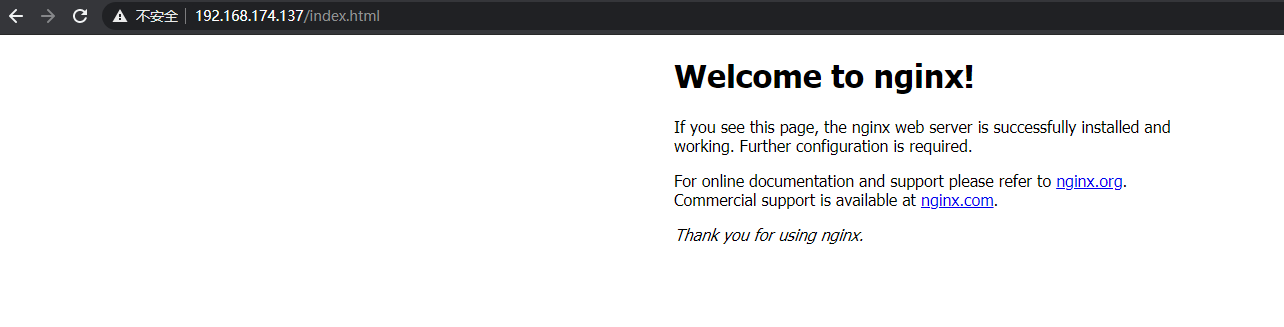 不安全 192.168.174.137/index.html
Welcome to nginx!
If you see this page, the nginx web server is successfully installed and
working. Further configuration is required.
For online documentation and support please refer to nginx.org.
Commercial support is available at nginx.com.
Thank you for using nginx.